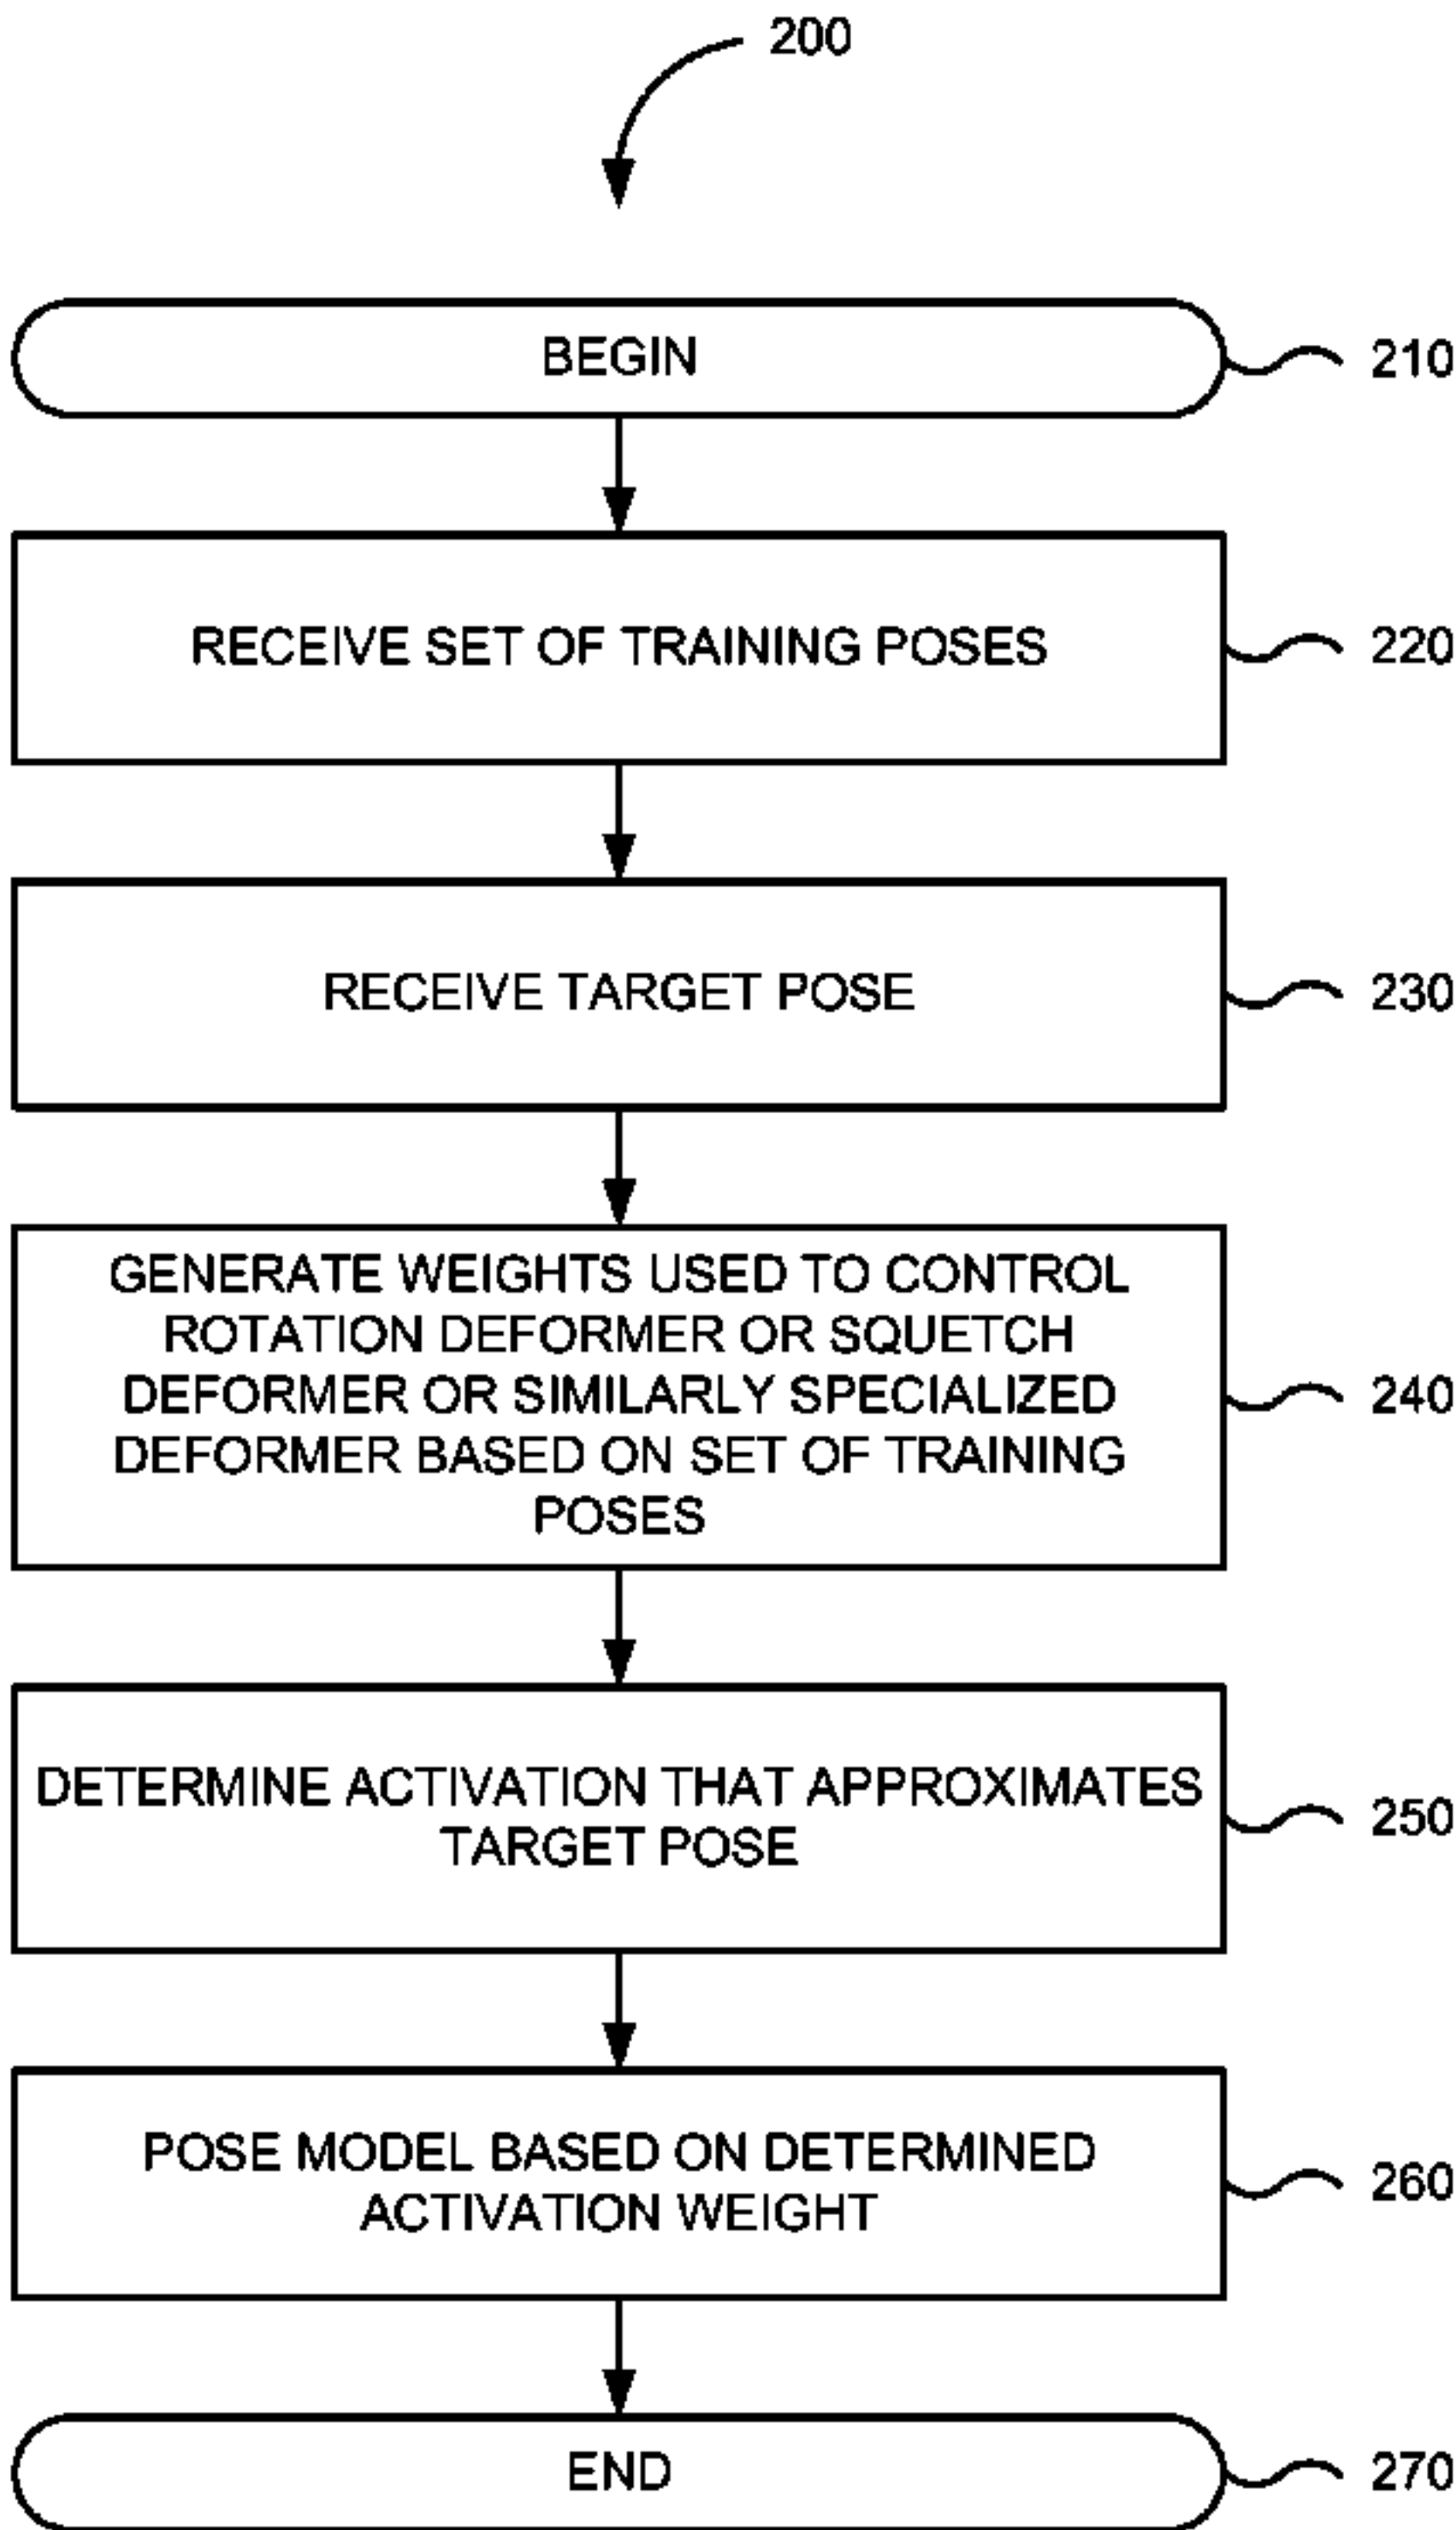 200
BEGIN
210
RECEIVE SET OF TRAINING POSES
220
RECEIVE TARGET POSE
230
GENERATE WEIGHTS USED TO CONTROL
ROTATION DEFORMER OR SQUETCH
DEFORMER OR SIMILARLY SPECIALIZED
DEFORMER BASED ON SET OF TRAINING
POSES
240
DETERMINE ACTIVATION THAT APPROXIMATES
TARGET POSE
250
POSE MODEL BASED ON DETERMINED
ACTIVATION WEIGHT
260
END
270